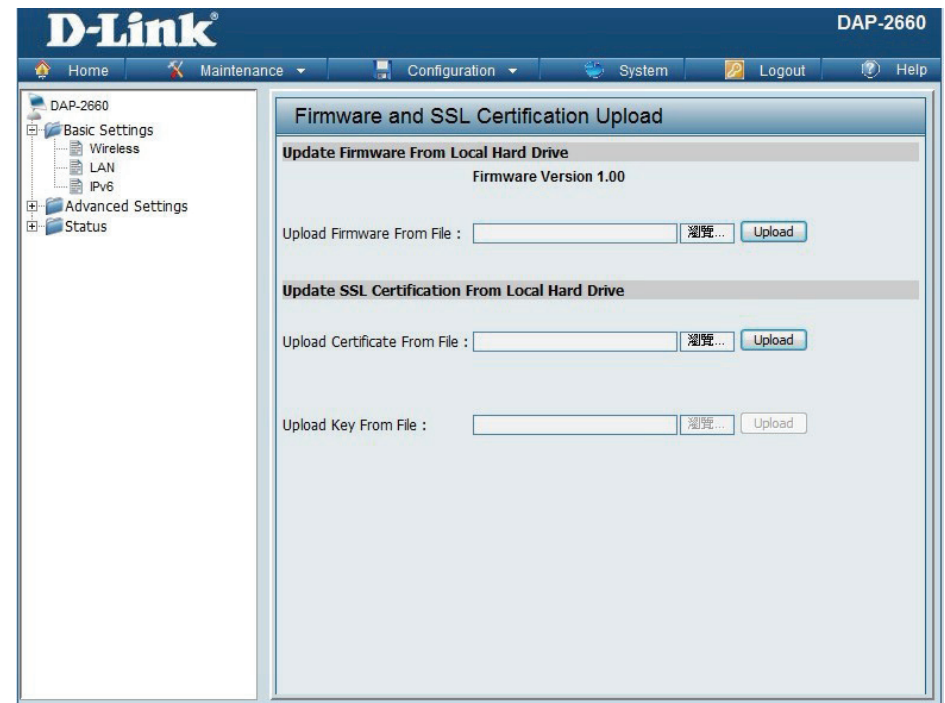 D-Link®
DAP-2660
Home Maintenance Configuration System Logout Help
DAP-2660
Basic Settings
Wireless
LAN
IPv6
Advanced Settings
Status
Firmware and SSL Certification Upload
Update Firmware From Local Hard Drive
Firmware Version 1.00
Upload Firmware From File : 瀏覽... Upload
Update SSL Certification From Local Hard Drive
Upload Certificate From File : 瀏覽... Upload
Upload Key From File : 瀏覽... Upload